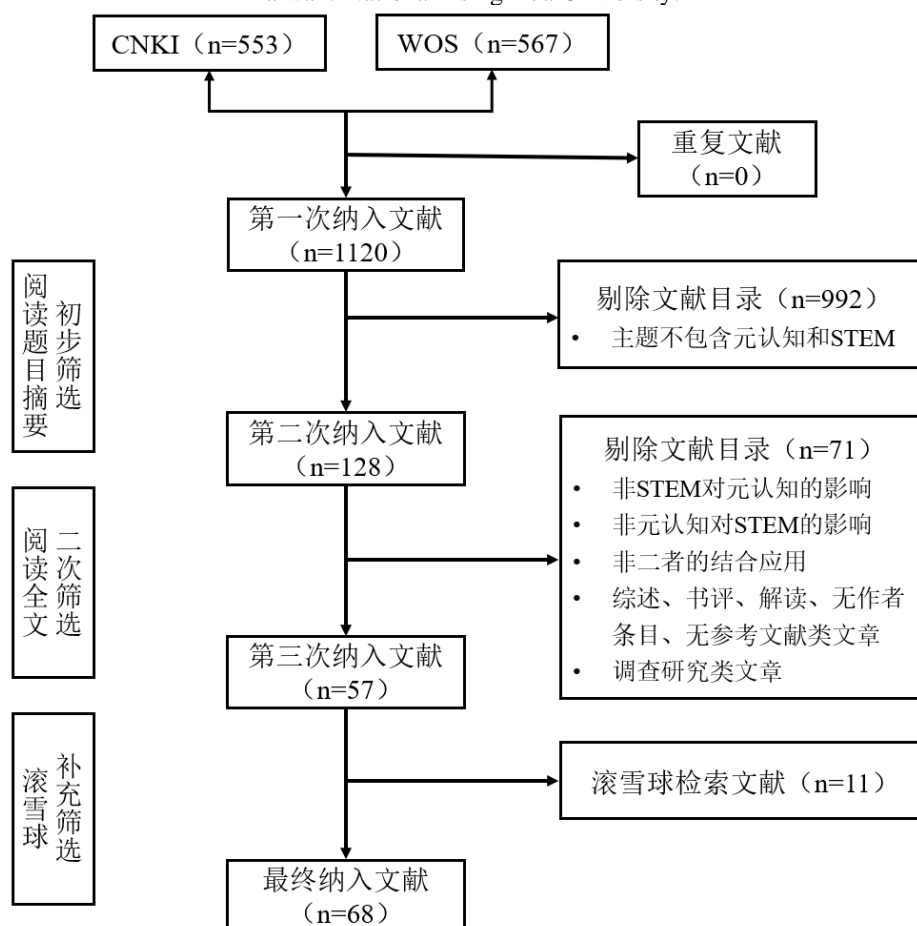 CNKI（n=553）
WOS（n=567）
重复文献
（n=0）
第一次纳入文献
（n=1120）
初步筛选
阅读题目摘要
剔除文献目录（n=992）
• 主题不包含元认知和STEM
第二次纳入文献
（n=128）
剔除文献目录（n=71）
• 非STEM对元认知的影响
• 非元认知对STEM的影响
• 非二者的结合应用
• 综述、书评、解读、无作者
条目、无参考文献类文章
• 调查研究类文章
二次筛选
阅读全文
第三次纳入文献
（n=57）
补充筛选
滚雪球
滚雪球检索文献（n=11）
最终纳入文献
（n=68）